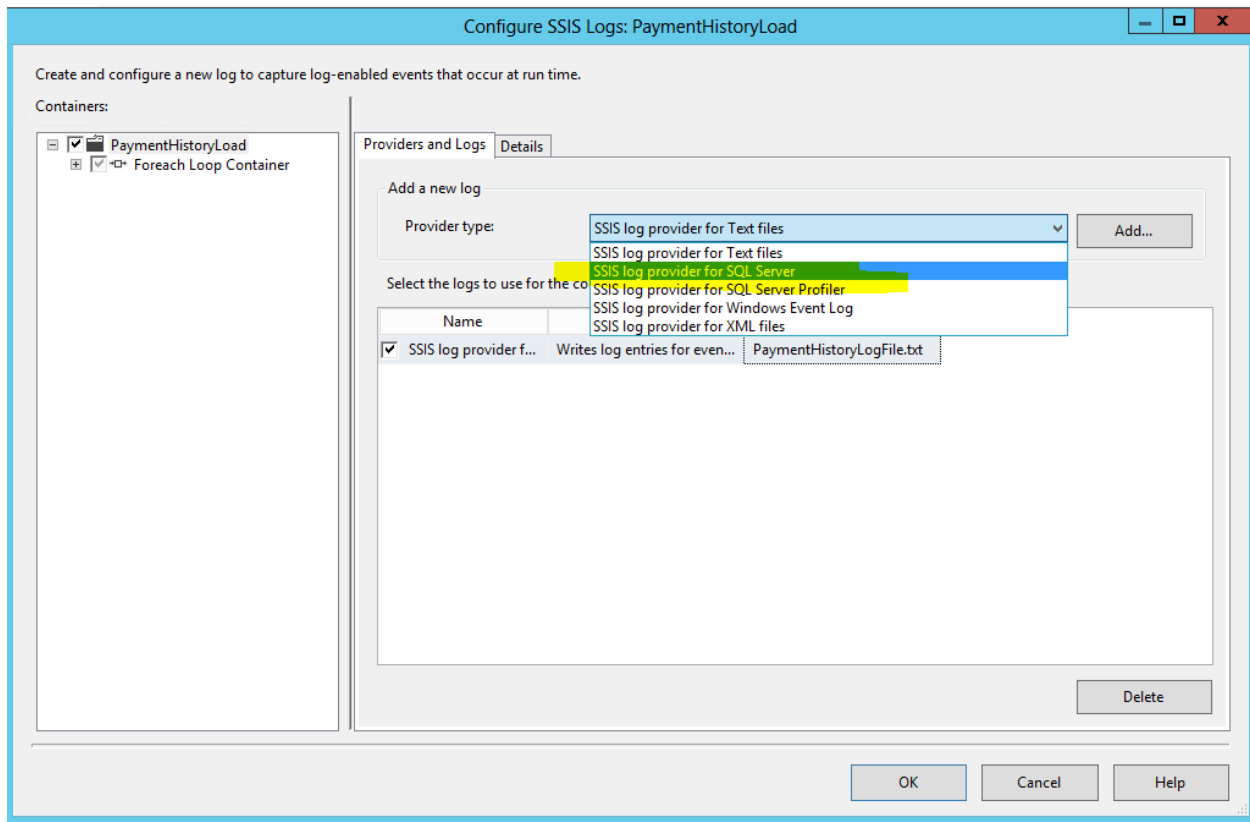 Configure SSIS Logs: PaymentHistoryLoad
Create and configure a new log to capture log-enabled events that occur at run time.
Containers:
PaymentHistoryLoad
Foreach Loop Container
Providers and Logs Details
Add a new log
Provider type:
SSIS log provider for Text files
Add...
SSIS log provider for Text files
SSIS log provider for SQL Server
SSIS log provider for SQL Server Profiler
SSIS log provider for Windows Event Log
SSIS log provider for XML files
Select the logs to use for the co
Name
SSIS log provider f... Writes log entries for even... PaymentHistoryLogFile.txt
Delete
OK Cancel Help